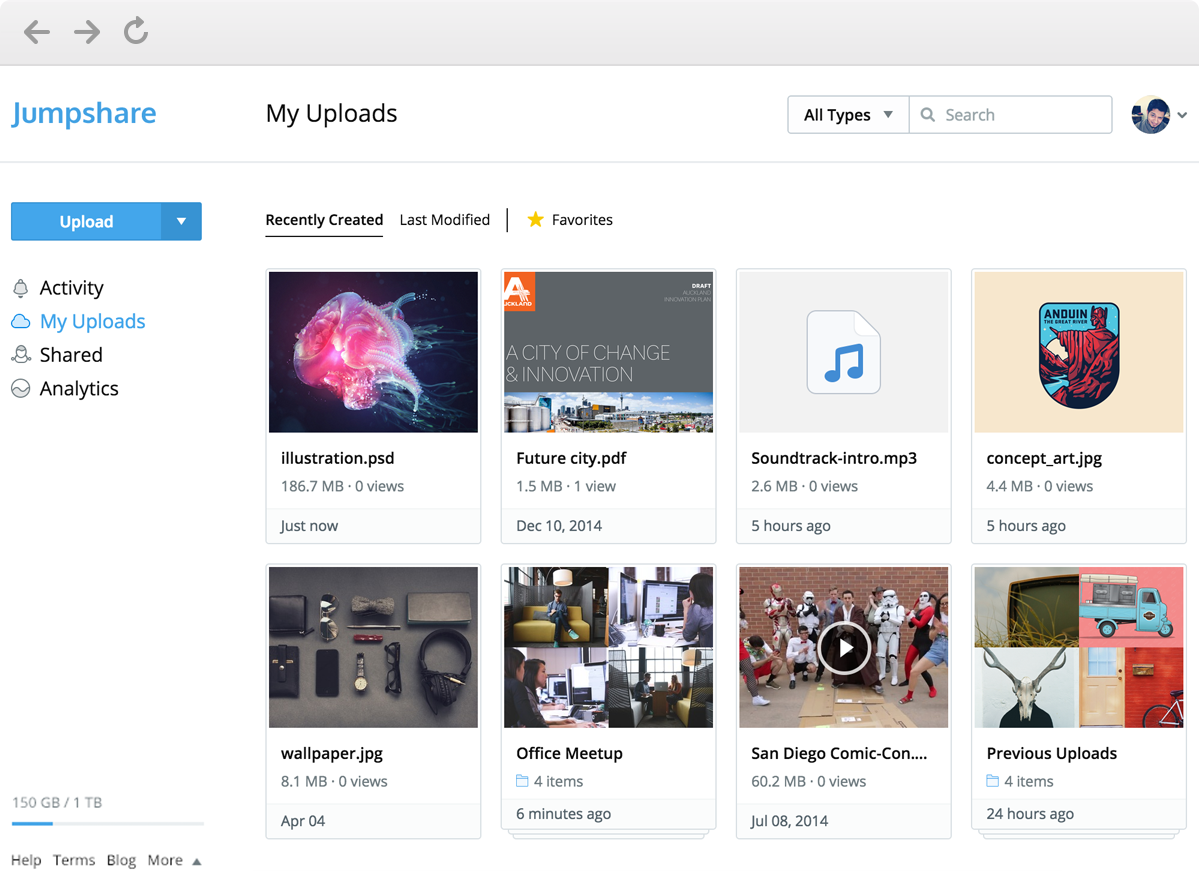 Jumpshare
My Uploads
All Types
Search
Upload
Recently Created
Last Modified
Favorites
Activity
My Uploads
Shared
Analytics
AUCKLAND
DRAFT
AUCKLAND
INNOVATION PLAN
A CITY OF CHANGE
& INNOVATION
ANDUIN
THE GREAT RIVER
illustration.psd
186.7 MB · 0 views
Just now
Future city.pdf
1.5 MB · 1 view
Dec 10, 2014
Soundtrack-intro.mp3
2.6 MB · 0 views
5 hours ago
concept_art.jpg
4.4 MB · 0 views
5 hours ago
wallpaper.jpg
8.1 MB · 0 views
Apr 04
Office Meetup
4 items
6 minutes ago
San Diego Comic-Con....
60.2 MB · 0 views
Jul 08, 2014
Previous Uploads
4 items
24 hours ago
150 GB / 1 TB
Help Terms Blog More